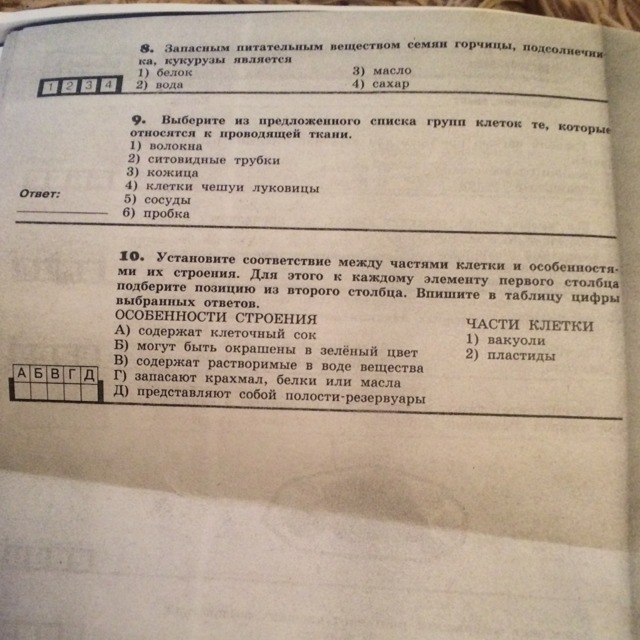 8. Запасным питательным веществом семян горчицы, подсолнечни-
ка, кукурузы является
1) белок 3) масло
2) вода 4) сахар
1 2 3 4
9. Выберите из предложенного списка групп клеток те, которые
относятся к проводящей ткани.
1) волокна
2) ситовидные трубки
3) кожица
4) клетки чешуи луковицы
5) сосуды
6) пробка
Ответ:
10. Установите соответствие между частями клетки и особенностя-
ми их строения. Для этого к каждому элементу первого столбца
подберите позицию из второго столбца. Впишите в таблицу цифры
выбранных ответов.
ОСОБЕННОСТИ СТРОЕНИЯ
А) содержат клеточный сок
Б) могут быть окрашены в зелёный цвет
В) содержат растворимые в воде вещества
Г) запасают крахмал, белки или масла
Д) представляют собой полости-резервуары
ЧАСТИ КЛЕТКИ
1) вакуоли
2) пластиды
А Б В Г Д